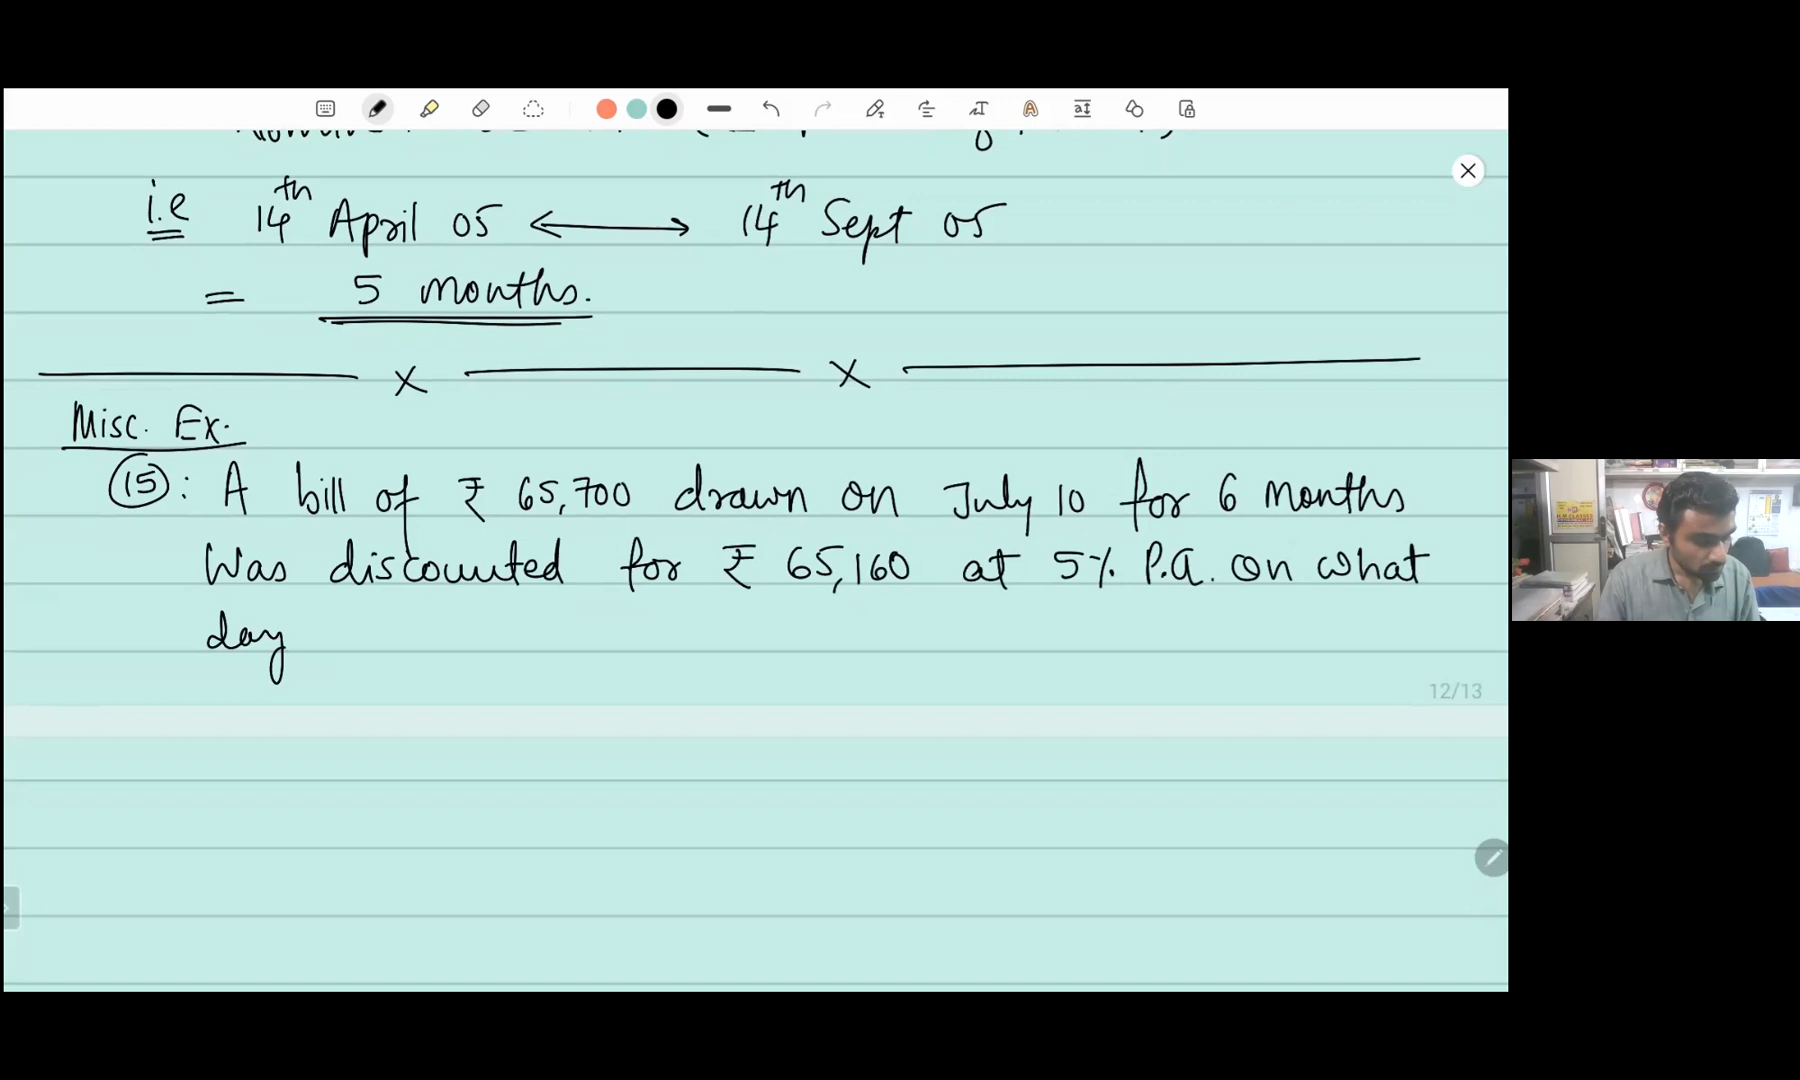 i.e 14th April 05 ⟷ 14th Sept 05
= 5 months.
x x
Misc. Ex.
(15): A bill of ₹ 65,700 drawn on July 10 for 6 months
was discounted for ₹ 65,160 at 5% P.a. on what
day
12/13